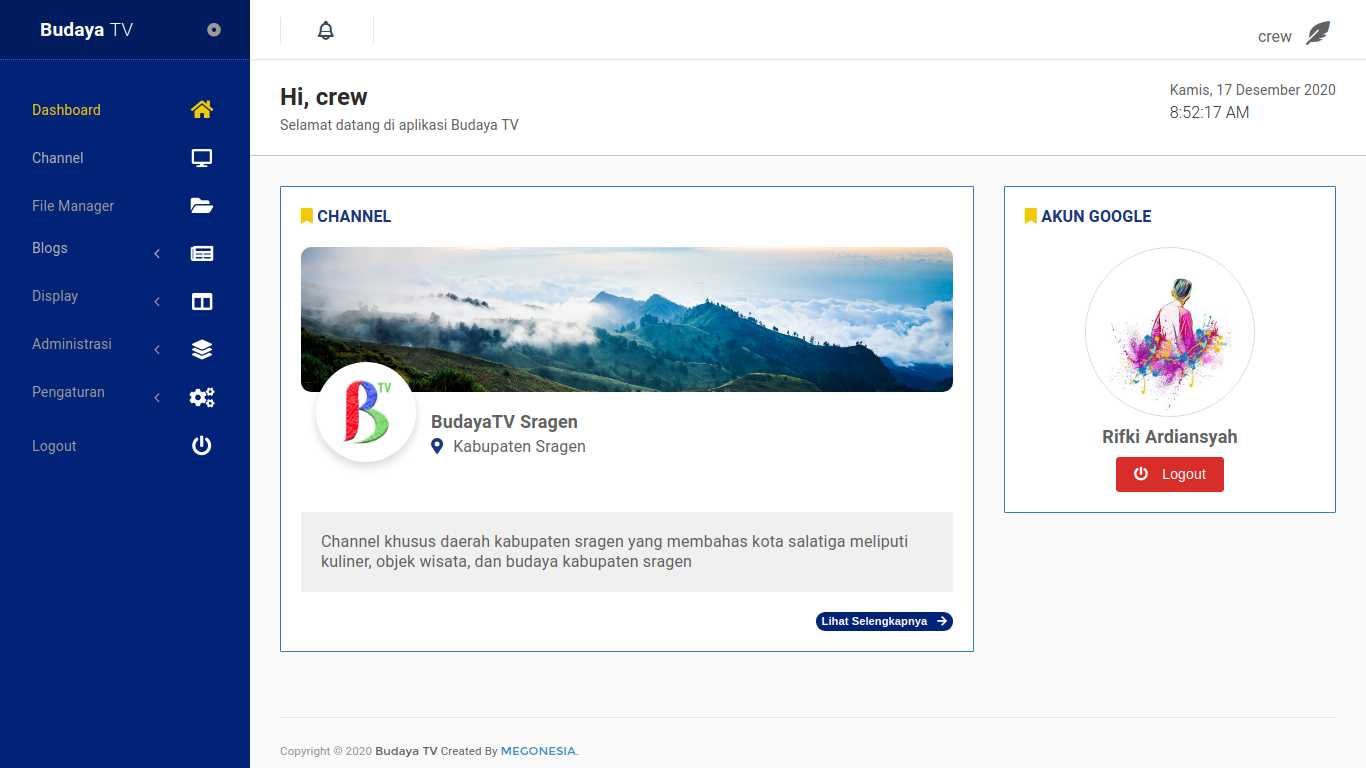 Budaya TV
crew
Hi, crew
Selamat datang di aplikasi Budaya TV
Kamis, 17 Desember 2020
8:52:17 AM
Dashboard
Channel
File Manager
Blogs
Display
Administrasi
Pengaturan
Logout
CHANNEL
B TV
BudayaTV Sragen
Kabupaten Sragen
Channel khusus daerah kabupaten sragen yang membahas kota salatiga meliputi
kuliner, objek wisata, dan budaya kabupaten sragen
Lihat Selengkapnya
AKUN GOOGLE
Rifki Ardiansyah
Logout
Copyright © 2020 Budaya TV Created By MEGONESIA.